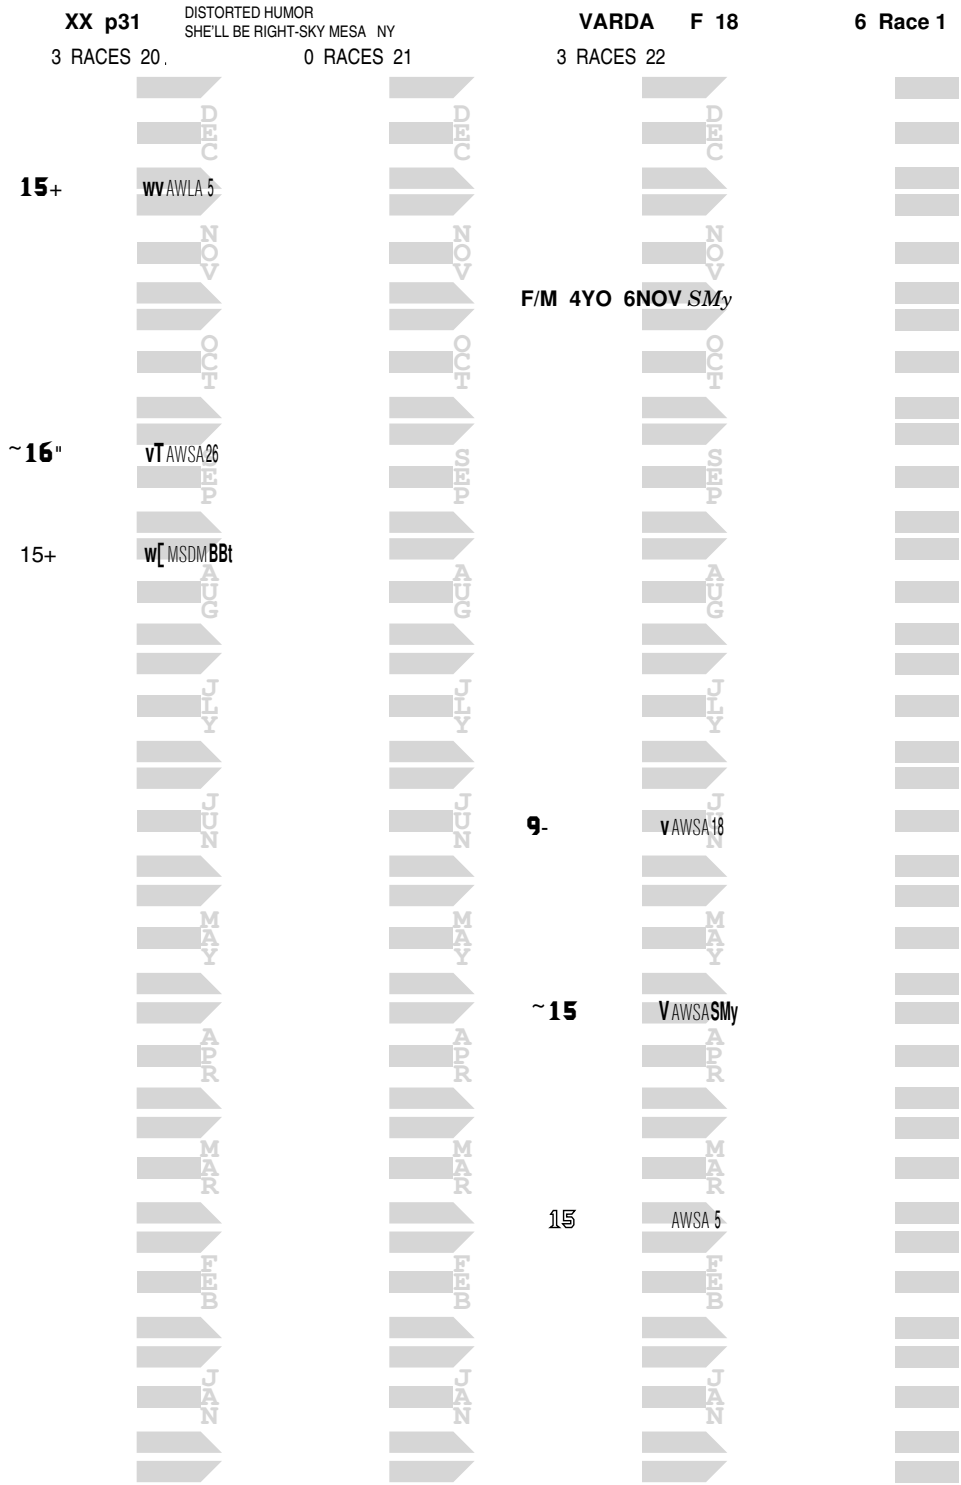 XX p31 DISTORTED HUMOR VARDA F 18 6 Race 1
SHE'LL BE RIGHT-SKY MESA NY
3 RACES 20. 0 RACES 21 3 RACES 22
DEC DEC DEC
15+ wv AWLA 5
NOV NOV NOV
F/M 4YO 6NOV SMy
OCT OCT OCT
~16" vT AWSA 26
SEP SEP SEP
15+ w[ MSDM BBt
AUG AUG AUG
JLY JLY JLY
JUN JUN JUN
9- v AWSA 18
MAY MAY MAY
~15 V AWSA SMy
APR APR APR
MAR MAR MAR
15 AWSA 5
FEB FEB FEB
JAN JAN JAN